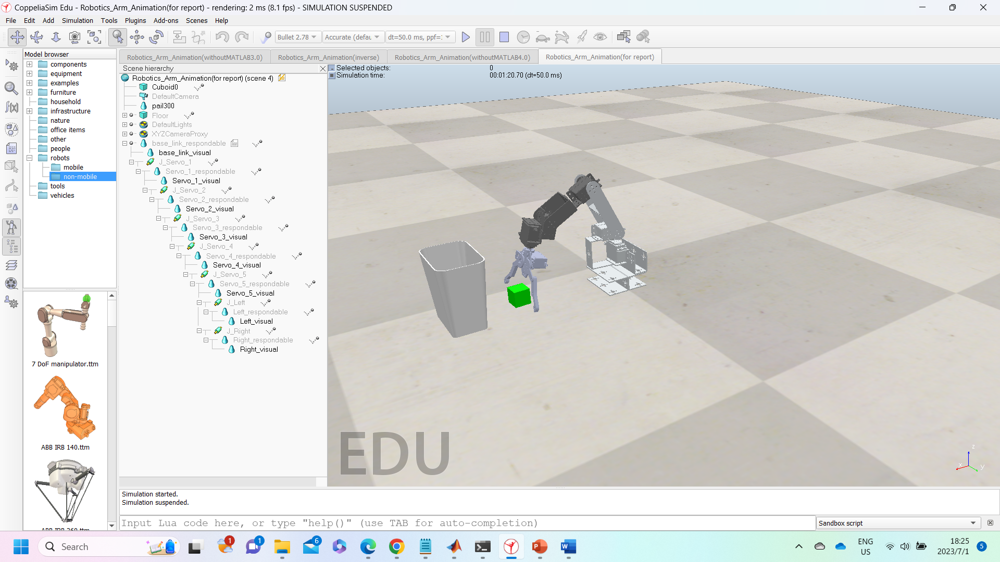 CoppeliaSim Edu - Robotics_Arm_Animation(for report) - rendering: 2 ms (8.1 fps) - SIMULATION SUSPENDED
File Edit Add Simulation Tools Plugins Add-ons Scenes Help
Bullet 2.78 Accurate (defau dt=50.0 ms, ppf=
Model browser
components
equipment
examples
furniture
household
infrastructure
nature
office items
other
people
robots
mobile
non-mobile
tools
vehicles
7 DoF manipulator.ttm
ABB IRB 140.ttm
ABB IRB 360.ttm
Robotics_Arm_Animation(withoutMATLAB3.0) Robotics_Arm_Animation(inverse) Robotics_Arm_Animation(withoutMATLAB4.0) Robotics_Arm_Animation(for report)
Scene hierarchy
Robotics_Arm_Animation(for report) (scene 4)
Cuboid0
DefaultCamera
pail300
Floor
DefaultLights
XYZCameraProxy
base_link_respondable
base_link_visual
J_Servo_1
Servo_1_respondable
Servo_1_visual
J_Servo_2
Servo_2_respondable
Servo_2_visual
J_Servo_3
Servo_3_respondable
Servo_3_visual
J_Servo_4
Servo_4_respondable
Servo_4_visual
J_Servo_5
Servo_5_respondable
Servo_5_visual
J_Left
Left_respondable
Left_visual
J_Right
Right_respondable
Right_visual
Selected objects: 0
Simulation time: 00:01:20.70 (dt=50.0 ms)
EDU
z
x
y
Simulation started.
Simulation suspended.
Input Lua code here, or type "help()" (use TAB for auto-completion)
Sandbox script
Search
1
1
6
ENG
US
18:25
2023/7/1
5